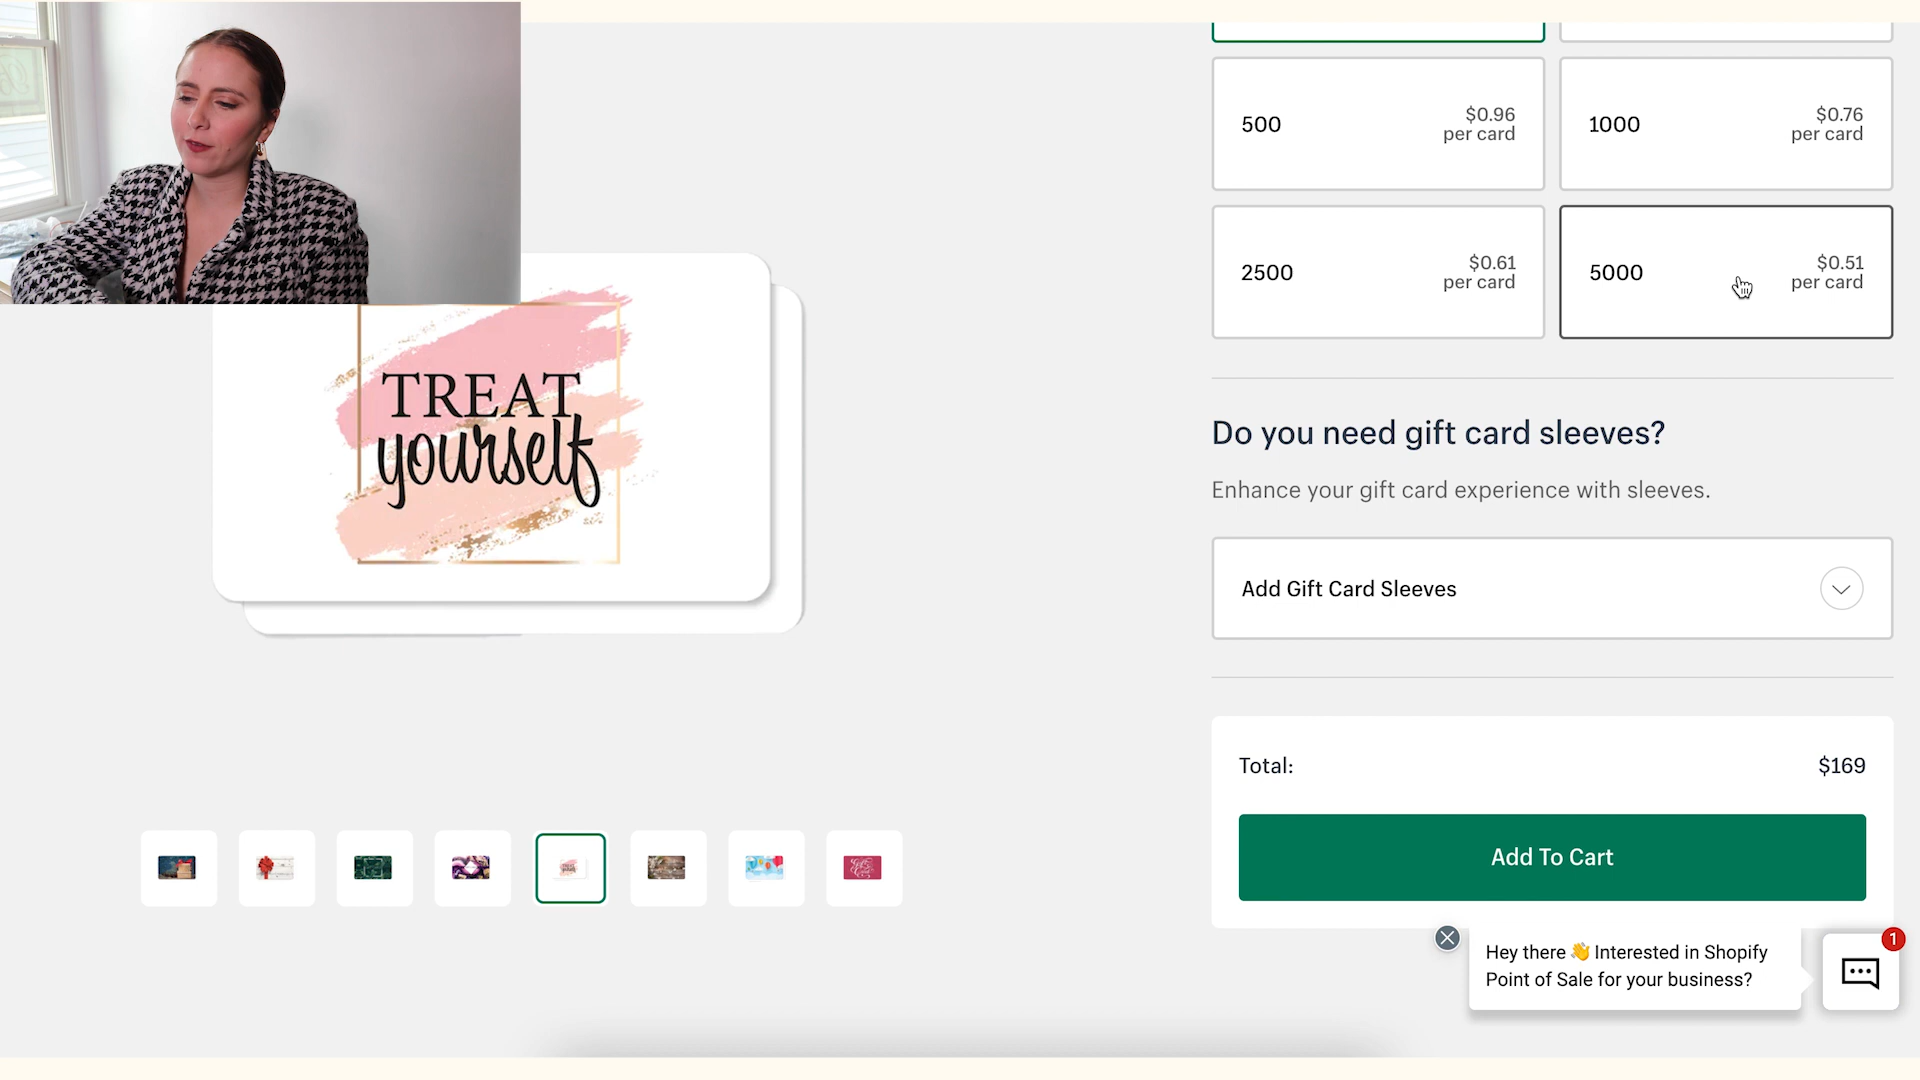 500
$0.96
per card
1000
$0.76
per card
2500
$0.61
per card
5000
$0.51
per card
TREAT
yourself
Do you need gift card sleeves?
Enhance your gift card experience with sleeves.
Add Gift Card Sleeves
Total:
$169
Add To Cart
Hey there 👋 Interested in Shopify
Point of Sale for your business?
1